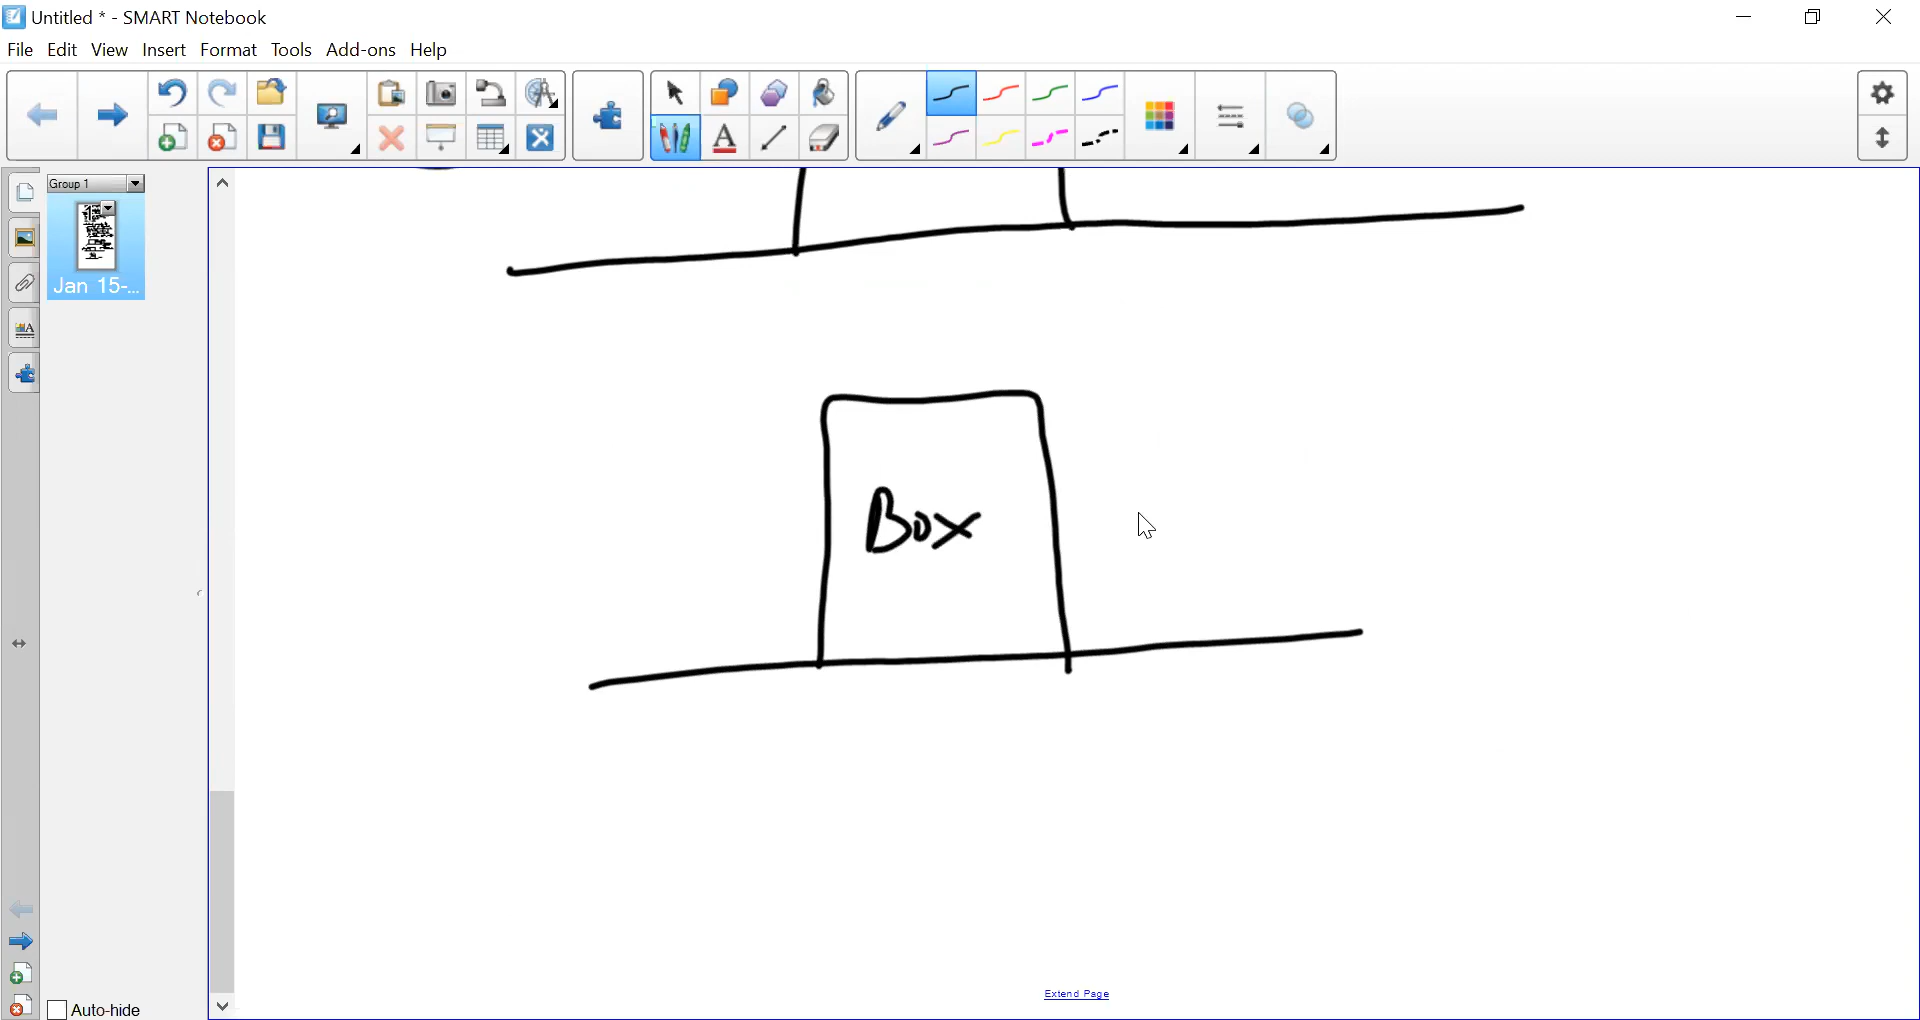 Untitled * - SMART Notebook
File Edit View Insert Format Tools Add-ons Help
Group 1
Jan 15-...
Box
Extend Page
Auto-hide